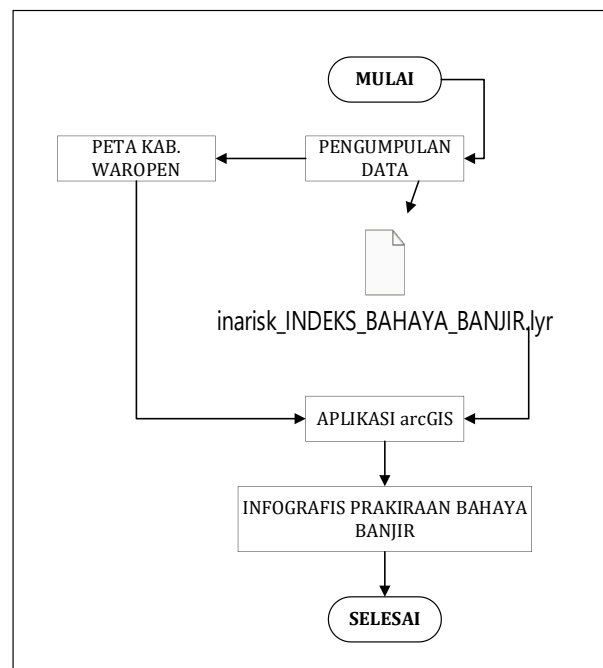 MULAI
PETA KAB.
WAROPEN
PENGUMPULAN
DATA
inarisk_INDEKS_BAHAYA_BANJIR.lyr
APLIKASI arcGIS
INFOGRAFIS PRAKIRAAN BAHAYA
BANJIR
SELESAI